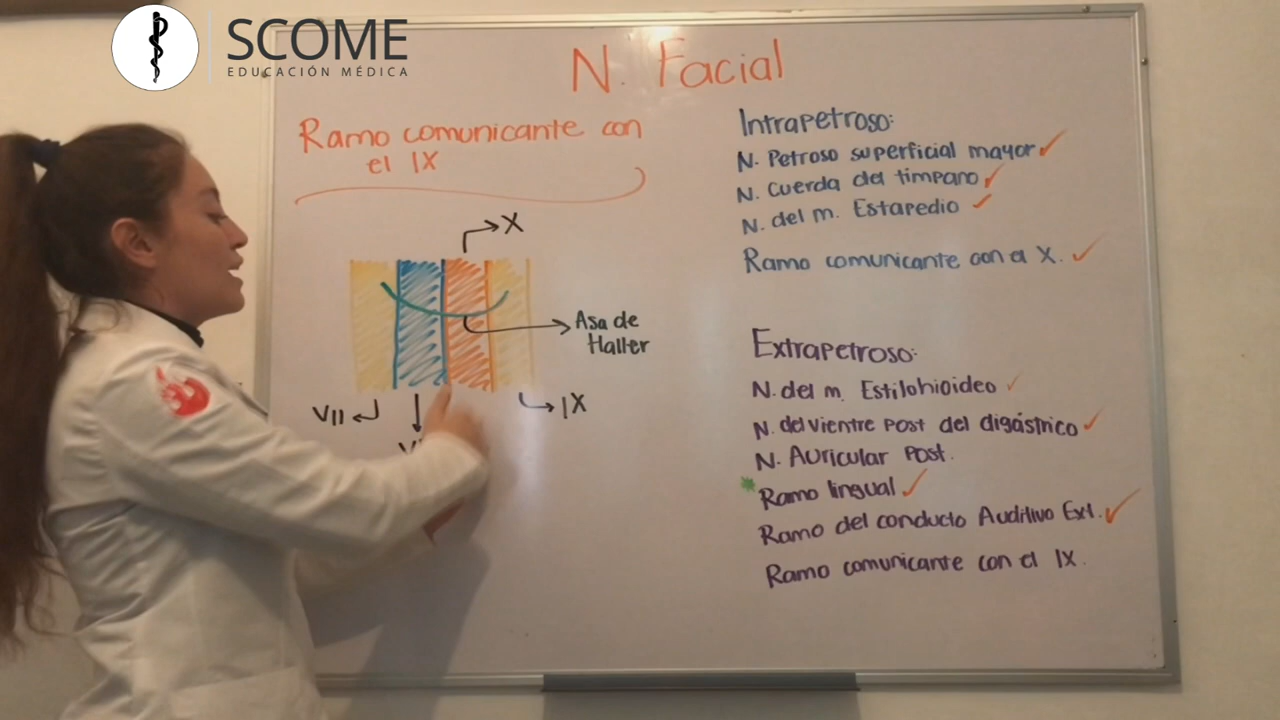 SCOME
EDUCACIÓN MÉDICA
N. Facial
Ramo comunicante con
el IX
X
Asa de
Haller
VII
IX
Intrapetroso:
N. Petroso superficial mayor
N. Cuerda del tímpano
N. del m. Estapedio
Ramo comunicante con el X.
Extrapetroso:
N. del m. Estilohioideo
N. del Vientre Post del digástrico
N. Auricular Post.
Ramo lingual
Ramo del conducto Auditivo Ext.
Ramo comunicante con el IX.